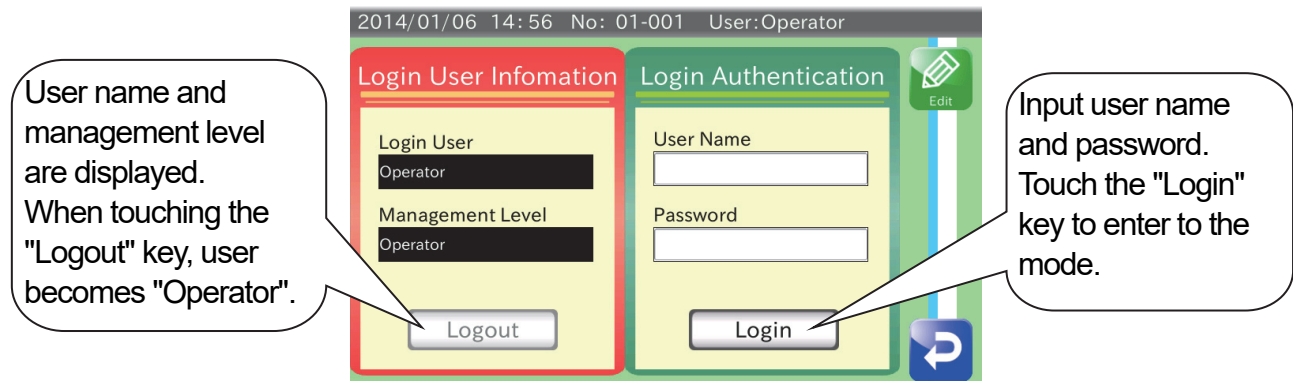 2014/01/06 14:56 No: 01-001 User:Operator
User name and
management level
are displayed.
When touching the
"Logout" key, user
becomes "Operator".
Login User Infomation
Login User
Operator
Management Level
Operator
Logout
Login Authentication
User Name
Password
Login
Edit
Input user name
and password.
Touch the "Login"
key to enter to the
mode.